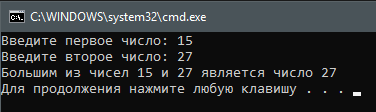 C:\WINDOWS\system32\cmd.exe
Введите первое число: 15
Введите второе число: 27
Большим из чисел 15 и 27 является число 27
Для продолжения нажмите любую клавишу . . .